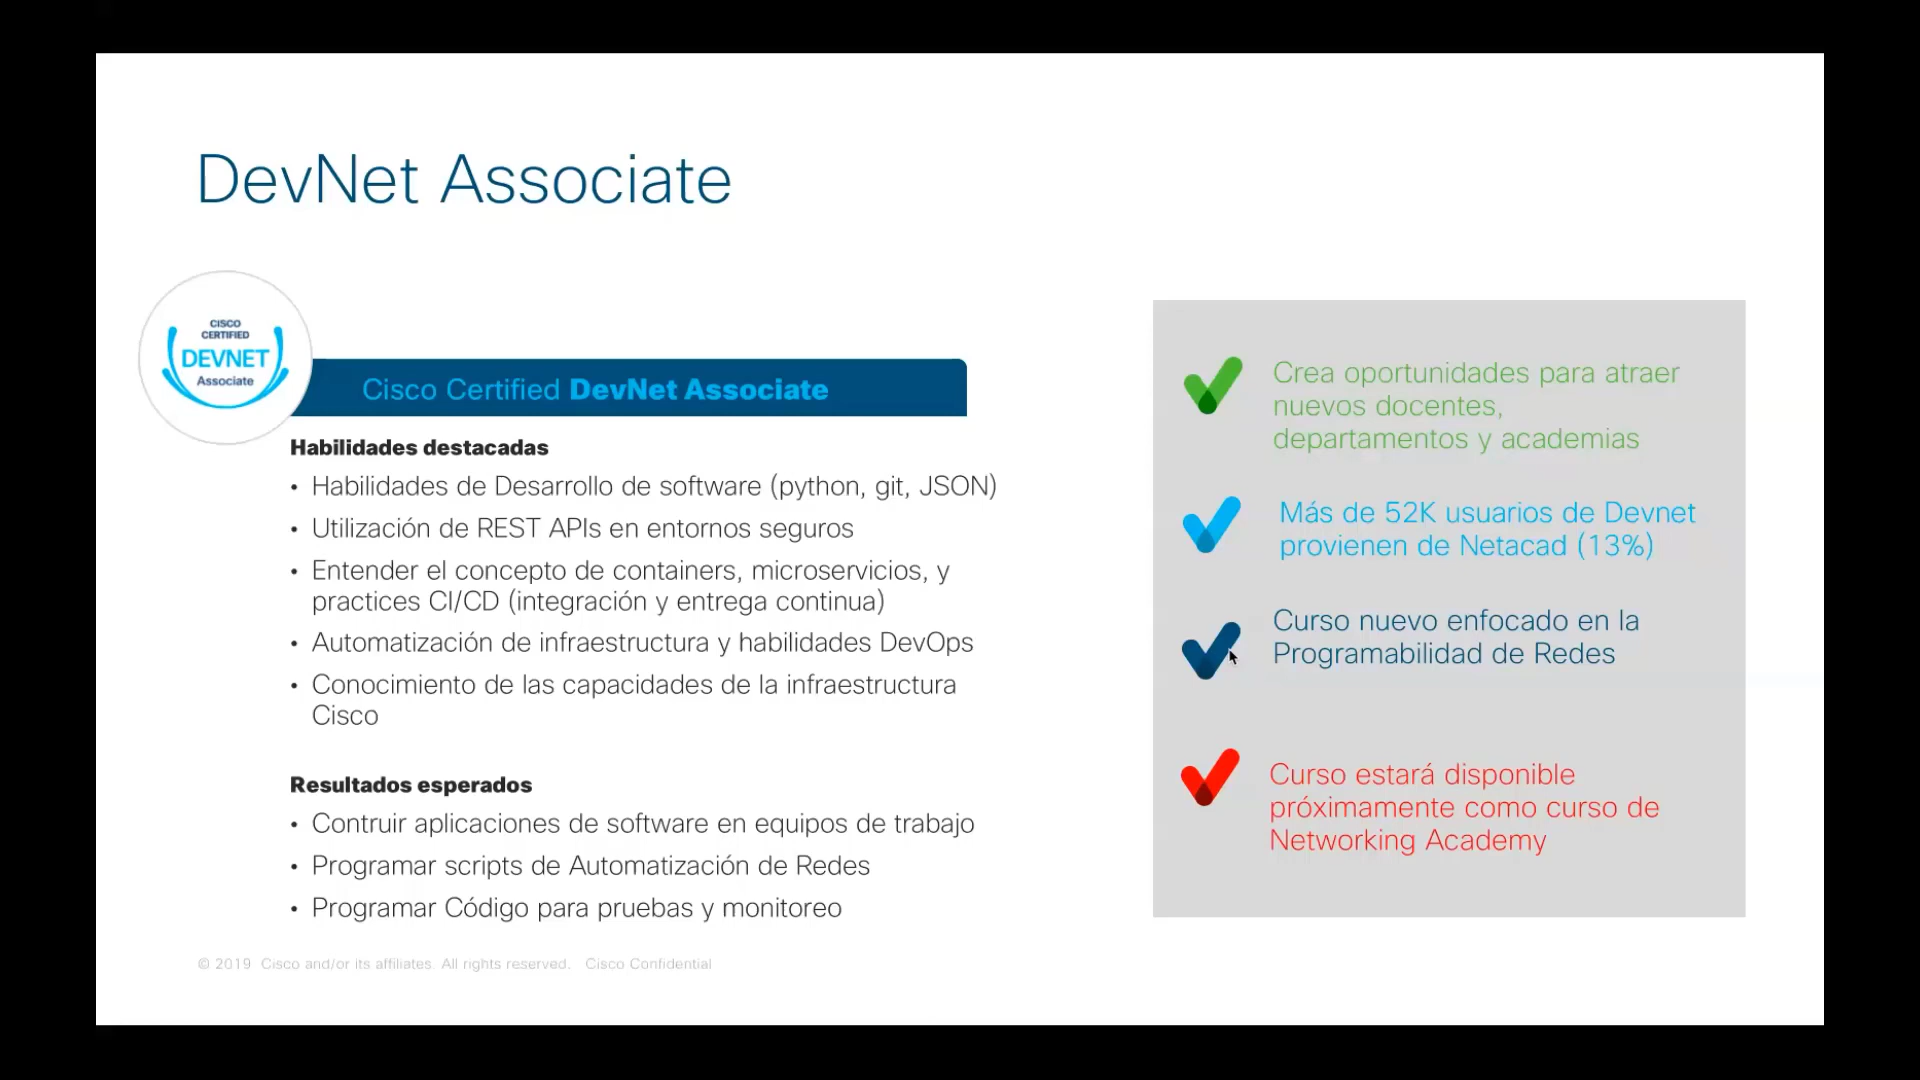 DevNet Associate
CISCO
CERTIFIED
DEVNET
Associate
Cisco Certified DevNet Associate
Habilidades destacadas
• Habilidades de Desarrollo de software (python, git, JSON)
• Utilización de REST APIs en entornos seguros
• Entender el concepto de containers, microservicios, y
practices CI/CD (integración y entrega continua)
• Automatización de infraestructura y habilidades DevOps
• Conocimiento de las capacidades de la infraestructura
Cisco
Resultados esperados
• Contruir aplicaciones de software en equipos de trabajo
• Programar scripts de Automatización de Redes
• Programar Código para pruebas y monitoreo
Crea oportunidades para atraer
nuevos docentes,
departamentos y academias
Más de 52K usuarios de Devnet
provienen de Netacad (13%)
Curso nuevo enfocado en la
Programabilidad de Redes
Curso estará disponible
próximamente como curso de
Networking Academy
© 2019 Cisco and/or its affiliates. All rights reserved. Cisco Confidential